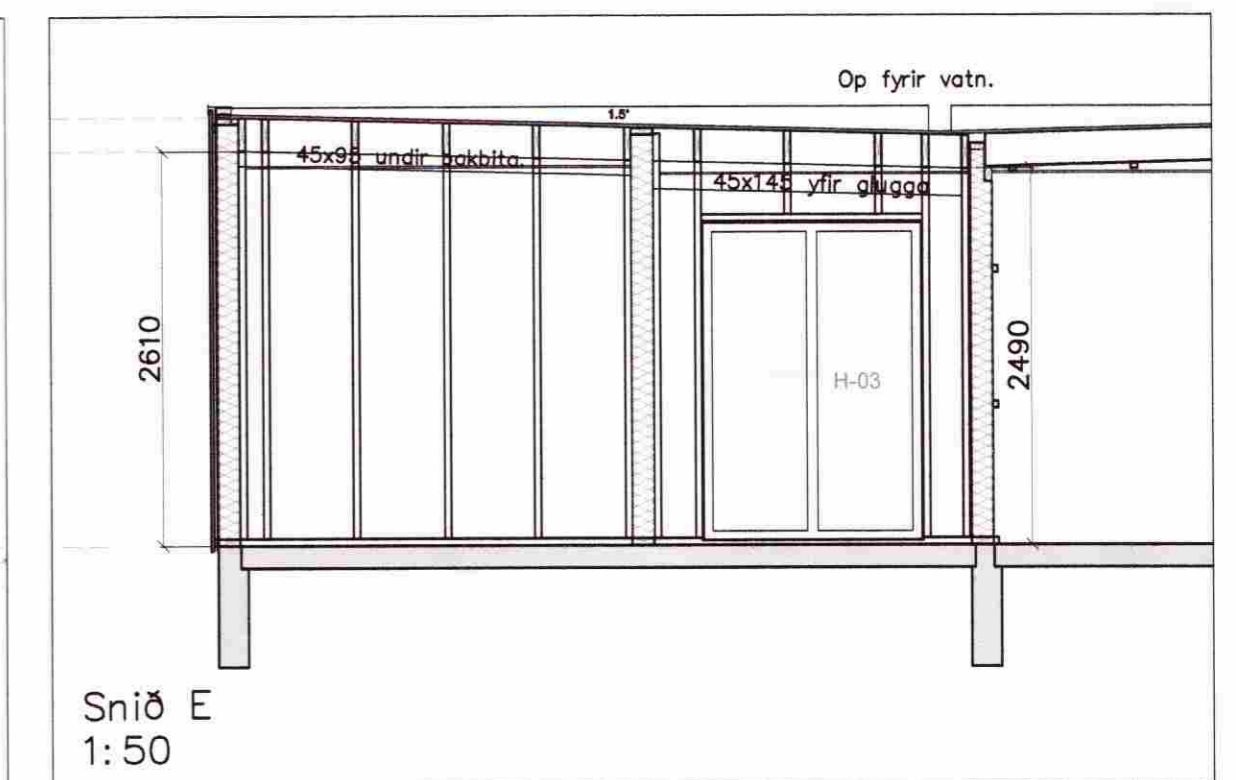 Op fyrir vatn.
1.5°
45x95 undir þakbita.
45x145 yfir glugga
2610
H-03
2490
Snið E
1:50